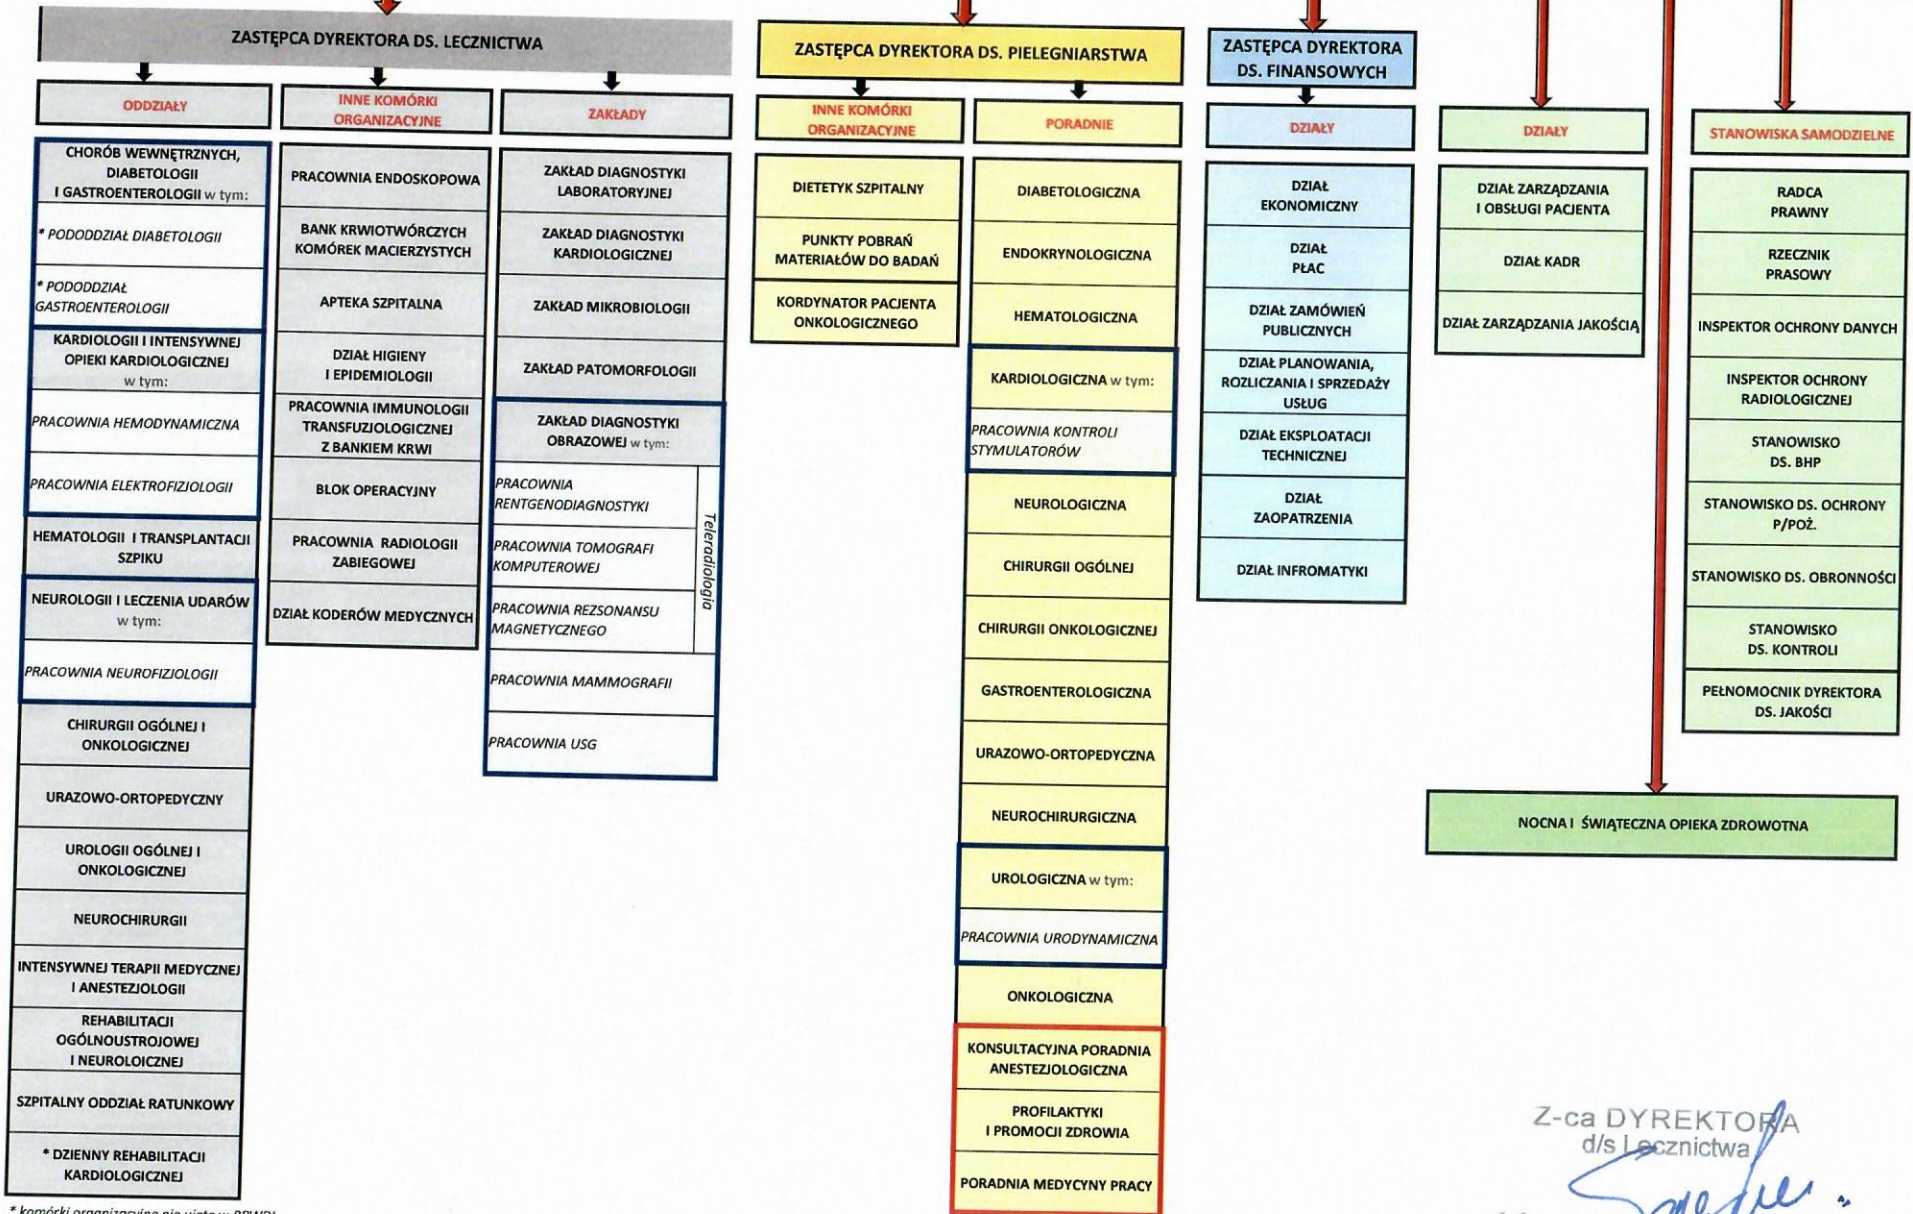 ZASTĘPCA DYREKTORA DS. LECZNICTWA
ODDZIAŁY
CHORÓB WEWNĘTRZNYCH,
DIABETOLOGII
I GASTROENTEROLOGII w tym:
* PODODDZIAŁ DIABETOLOGII
* PODODDZIAŁ
GASTROENTEROLOGII
KARDIOLOGII I INTENSYWNEJ
OPIEKI KARDIOLOGICZNEJ
w tym:
PRACOWNIA HEMODYNAMICZNA
PRACOWNIA ELEKTROFIZJOLOGII
HEMATOLOGII I TRANSPLANTACJI
SZPIKU
NEUROLOGII I LECZENIA UDARÓW
w tym:
PRACOWNIA NEUROFIZJOLOGII
CHIRURGII OGÓLNEJ I
ONKOLOGICZNEJ
URAZOWO-ORTOPEDYCZNY
UROLOGII OGÓLNEJ I
ONKOLOGICZNEJ
NEUROCHIRURGII
INTENSYWNEJ TERAPII MEDYCZNEJ
I ANESTEZJOLOGII
REHABILITACJI
OGÓLNOUSTROJOWEJ
I NEUROLOICZNEJ
SZPITALNY ODDZIAŁ RATUNKOWY
* DZIENNY REHABILITACJI
KARDIOLOGICZNEJ
INNE KOMÓRKI
ORGANIZACYJNE
PRACOWNIA ENDOSKOPOWA
BANK KRWIOTWÓRCZYCH
KOMÓREK MACIERZYSTYCH
APTEKA SZPITALNA
DZIAŁ HIGIENY
I EPIDEMIOLOGII
PRACOWNIA IMMUNOLOGII
TRANSFUZJOLOGICZNEJ
Z BANKIEM KRWI
BLOK OPERACYJNY
PRACOWNIA RADIOLOGII
ZABIEGOWEJ
DZIAŁ KODERÓW MEDYCZNYCH
ZAKŁADY
ZAKŁAD DIAGNOSTYKI
LABORATORYJNEJ
ZAKŁAD DIAGNOSTYKI
KARDIOLOGICZNEJ
ZAKŁAD MIKROBIOLOGII
ZAKŁAD PATOMORFOLOGII
ZAKŁAD DIAGNOSTYKI
OBRAZOWEJ w tym:
PRACOWNIA
RENTGENODIAGNOSTYKI
PRACOWNIA TOMOGRAFI
KOMPUTEROWEJ
PRACOWNIA REZSONANSU
MAGNETYCZNEGO
Teleradiologia
PRACOWNIA MAMMOGRAFII
PRACOWNIA USG
ZASTĘPCA DYREKTORA DS. PIELEGNIARSTWA
INNE KOMÓRKI
ORGANIZACYJNE
DIETETYK SZPITALNY
PUNKTY POBRAŃ
MATERIAŁÓW DO BADAŃ
KORDYNATOR PACJENTA
ONKOLOGICZNEGO
PORADNIE
DIABETOLOGICZNA
ENDOKRYNOLOGICZNA
HEMATOLOGICZNA
KARDIOLOGICZNA w tym:
PRACOWNIA KONTROLI
STYMULATORÓW
NEUROLOGICZNA
CHIRURGII OGÓLNEJ
CHIRURGII ONKOLOGICZNEJ
GASTROENTEROLOGICZNA
URAZOWO-ORTOPEDYCZNA
NEUROCHIRURGICZNA
UROLOGICZNA w tym:
PRACOWNIA URODYNAMICZNA
ONKOLOGICZNA
KONSULTACYJNA PORADNIA
ANESTEZJOLOGICZNA
PROFILAKTYKI
I PROMOCJI ZDROWIA
PORADNIA MEDYCYNY PRACY
ZASTĘPCA DYREKTORA
DS. FINANSOWYCH
DZIAŁY
DZIAŁ
EKONOMICZNY
DZIAŁ
PŁAC
DZIAŁ ZAMÓWIEŃ
PUBLICZNYCH
DZIAŁ PLANOWANIA,
ROZLICZANIA I SPRZEDAŻY
USŁUG
DZIAŁ EKSPLOATACJI
TECHNICZNEJ
DZIAŁ
ZAOPATRZENIA
DZIAŁ INFROMATYKI
DZIAŁY
DZIAŁ ZARZĄDZANIA
I OBSŁUGI PACJENTA
DZIAŁ KADR
DZIAŁ ZARZĄDZANIA JAKOŚCIĄ
STANOWISKA SAMODZIELNE
RADCA
PRAWNY
RZECZNIK
PRASOWY
INSPEKTOR OCHRONY DANYCH
INSPEKTOR OCHRONY
RADIOLOGICZNEJ
STANOWISKO
DS. BHP
STANOWISKO DS. OCHRONY
P/POŻ.
STANOWISKO DS. OBRONNOŚCI
STANOWISKO
DS. KONTROLI
PEŁNOMOCNIK DYREKTORA
DS. JAKOŚCI
NOCNA I ŚWIĄTECZNA OPIEKA ZDROWOTNA
Z-ca DYREKTORA
d/s Lecznictwa
* komórki organizacyjne nie